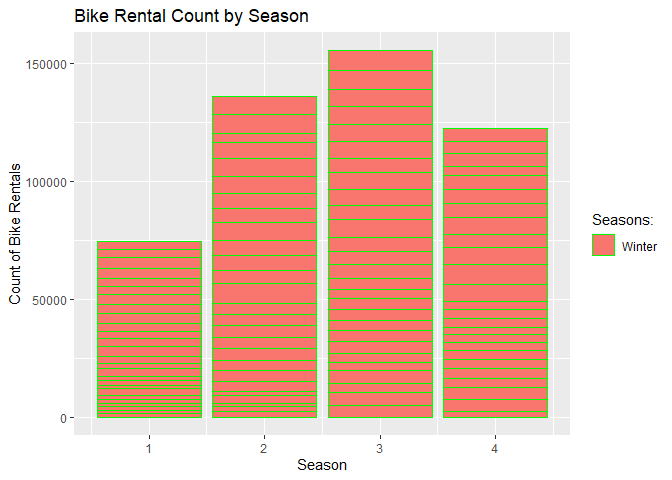 Bike Rental Count by Season
150000
100000
50000
0
Count of Bike Rentals
1 2 3 4
Season
Seasons:
Winter